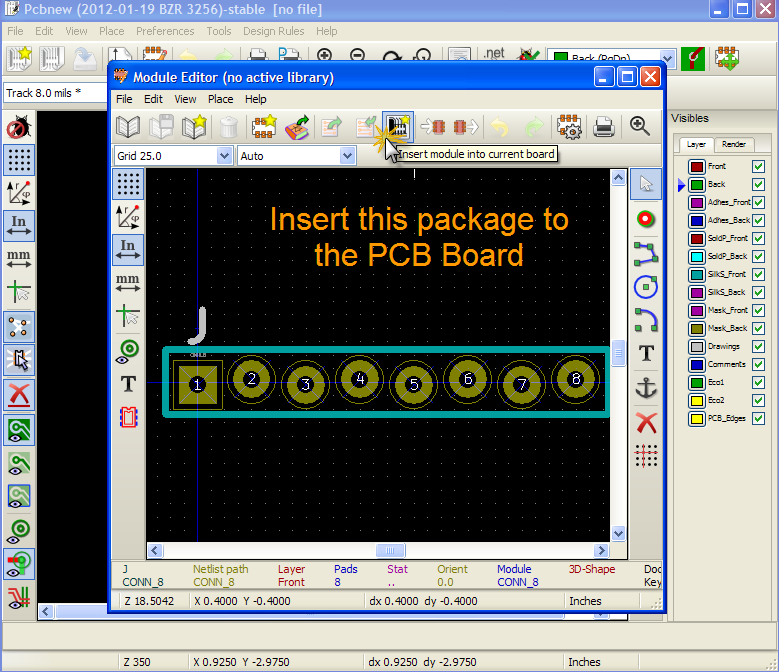 Pcbnew (2012-01-19 BZR 3256)-stable [no file]
File Edit View Place Preferences Tools Design Rules Help
.net
Back (PgDn)
Track 8.0 mils *
Module Editor (no active library)
File Edit View Place Help
Insert module into current board
Grid 25.0
Auto
Insert this package to
the PCB Board
J
1 2 3 4 5 6 7 8
In
mm
T
In
mm
T
Visibles
Layer Render
Front
Back
Adhes_Front
Adhes_Back
SoldP_Front
SoldP_Back
SilkS_Front
SilkS_Back
Mask_Front
Mask_Back
Drawings
Comments
Eco1
Eco2
PCB_Edges
J Netlist path Layer Pads Stat Orient Module 3D-Shape Doc
CONN_8 CONN_8 Front 8 .. 0.0 CONN_8 Key
Z 18.5042 X 0.4000 Y -0.4000 dx 0.4000 dy -0.4000 Inches
Z 350 X 0.9250 Y -2.9750 dx 0.9250 dy -2.9750 Inches